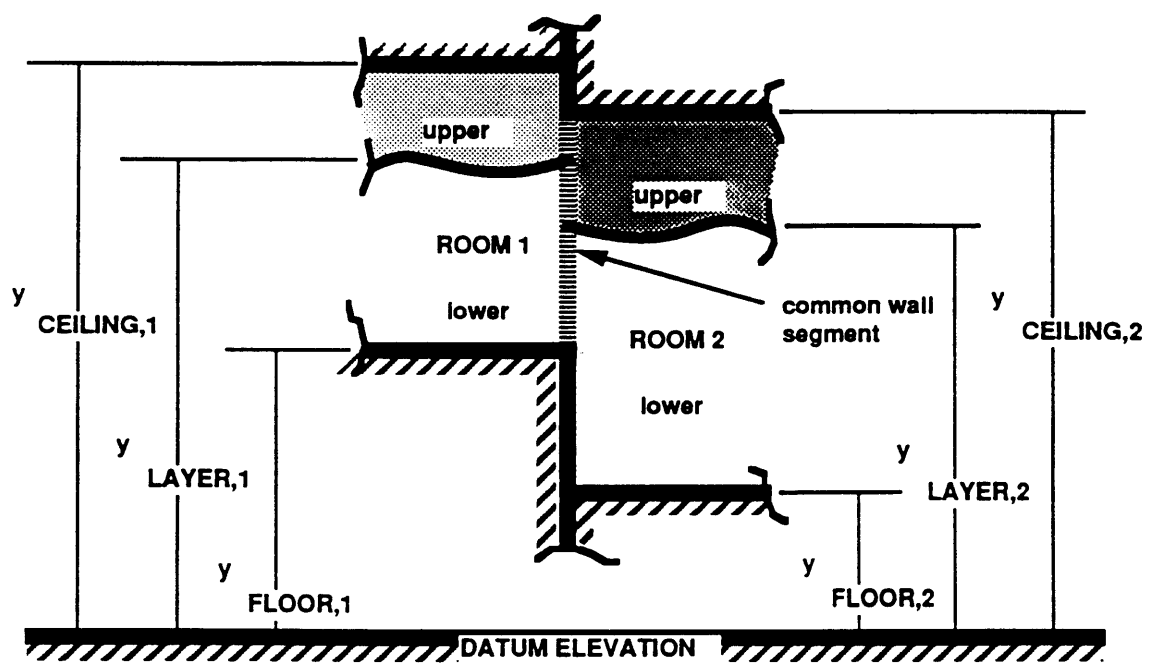 upper
upper
ROOM 1
y
CEILING,1
lower
common wall
segment
y
CEILING,2
ROOM 2
lower
y
LAYER,1
y
LAYER,2
y
FLOOR,1
y
FLOOR,2
DATUM ELEVATION